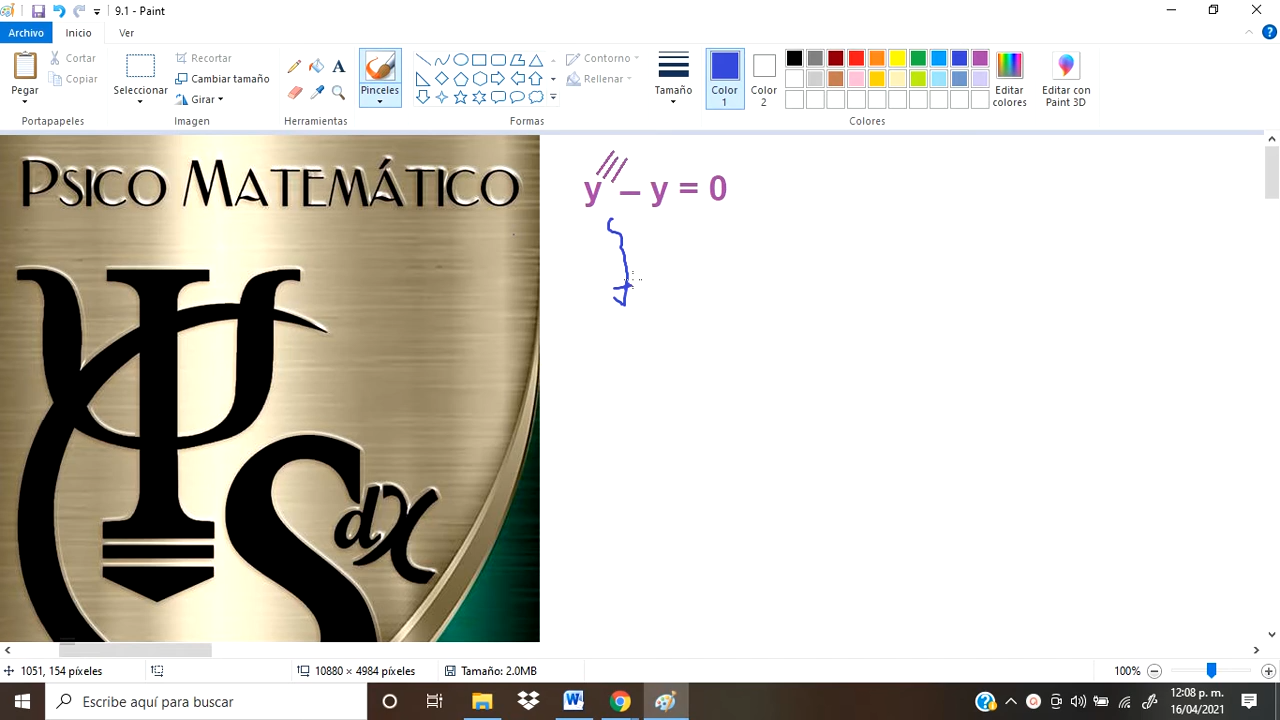 9.1 - Paint
Archivo Inicio Ver
Pegar
Cortar
Copiar
Portapapeles
Seleccionar
Recortar
Cambiar tamaño
Girar
Imagen
Herramientas
Pinceles
Formas
Contorno
Rellenar
Tamaño
Color 1
Color 2
Editar colores
Editar con Paint 3D
Colores
PSICO MATEMÁTICO
dx
y''' – y = 0
1051, 154 píxeles
10880 × 4984 píxeles
Tamaño: 2.0MB
100%
Escribe aquí para buscar
12:08 p. m.
16/04/2021